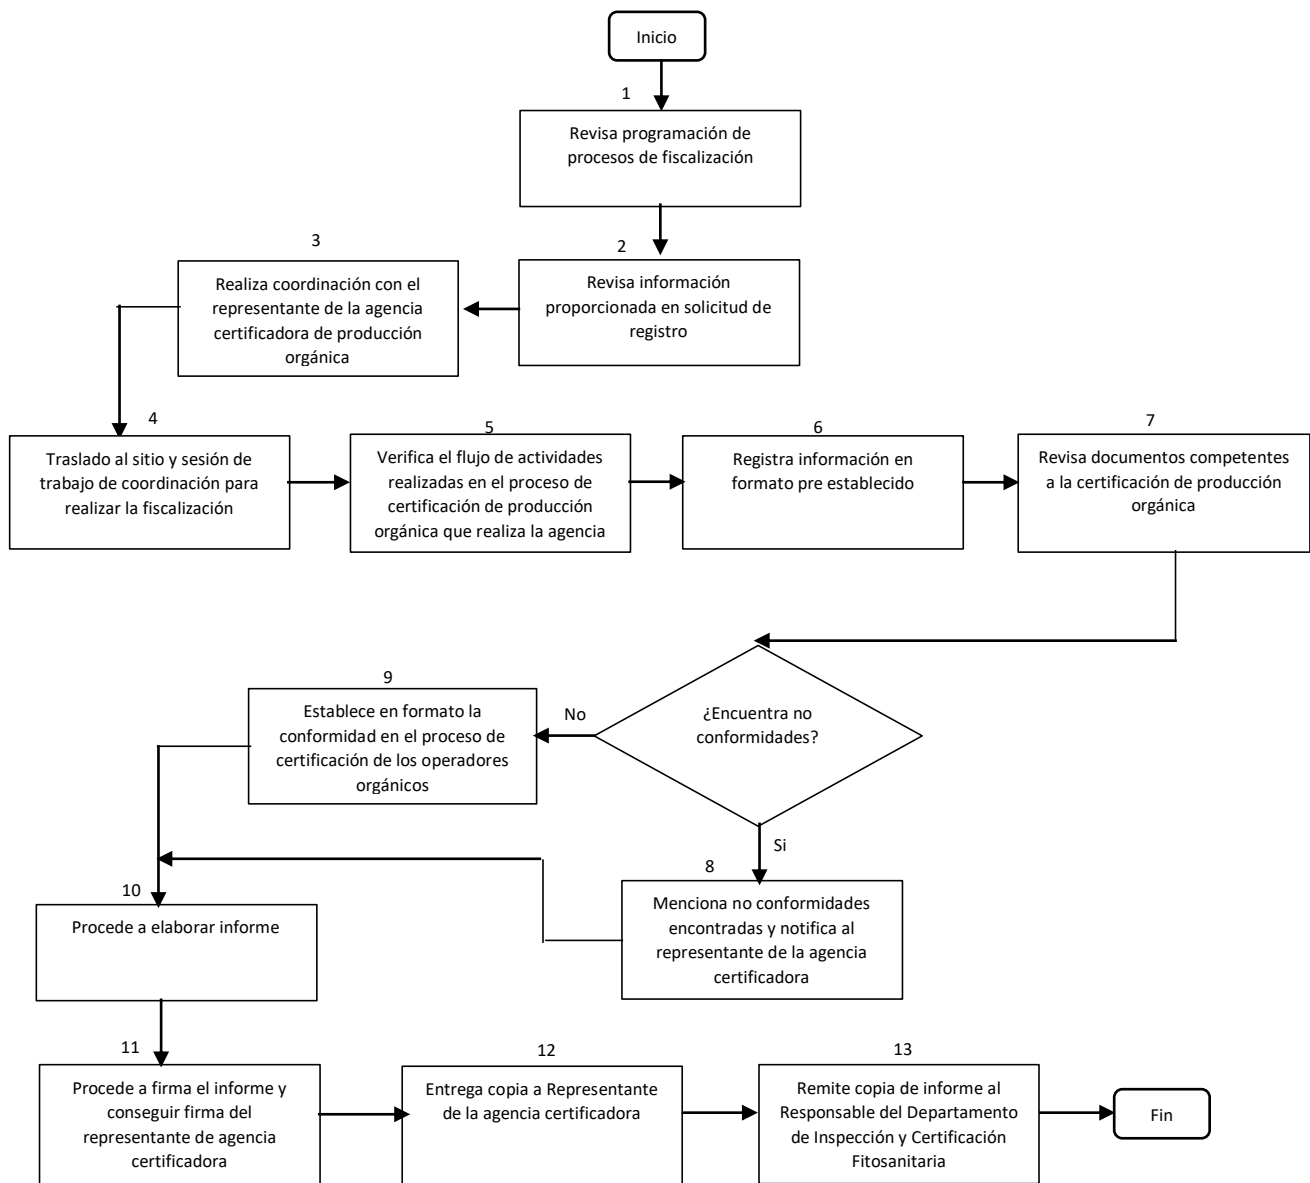 Inicio
1
Revisa programación de
procesos de fiscalización
2
Revisa información
proporcionada en solicitud de
registro
3
Realiza coordinación con el
representante de la agencia
certificadora de producción
orgánica
4
Traslado al sitio y sesión de
trabajo de coordinación para
realizar la fiscalización
5
Verifica el flujo de actividades
realizadas en el proceso de
certificación de producción
orgánica que realiza la agencia
6
Registra información en
formato pre establecido
7
Revisa documentos competentes
a la certificación de producción
orgánica
¿Encuentra no
conformidades?
No
9
Establece en formato la
conformidad en el proceso de
certificación de los operadores
orgánicos
Si
8
Menciona no conformidades
encontradas y notifica al
representante de la agencia
certificadora
10
Procede a elaborar informe
11
Procede a firma el informe y
conseguir firma del
representante de agencia
certificadora
12
Entrega copia a Representante
de la agencia certificadora
13
Remite copia de informe al
Responsable del Departamento
de Inspección y Certificación
Fitosanitaria
Fin